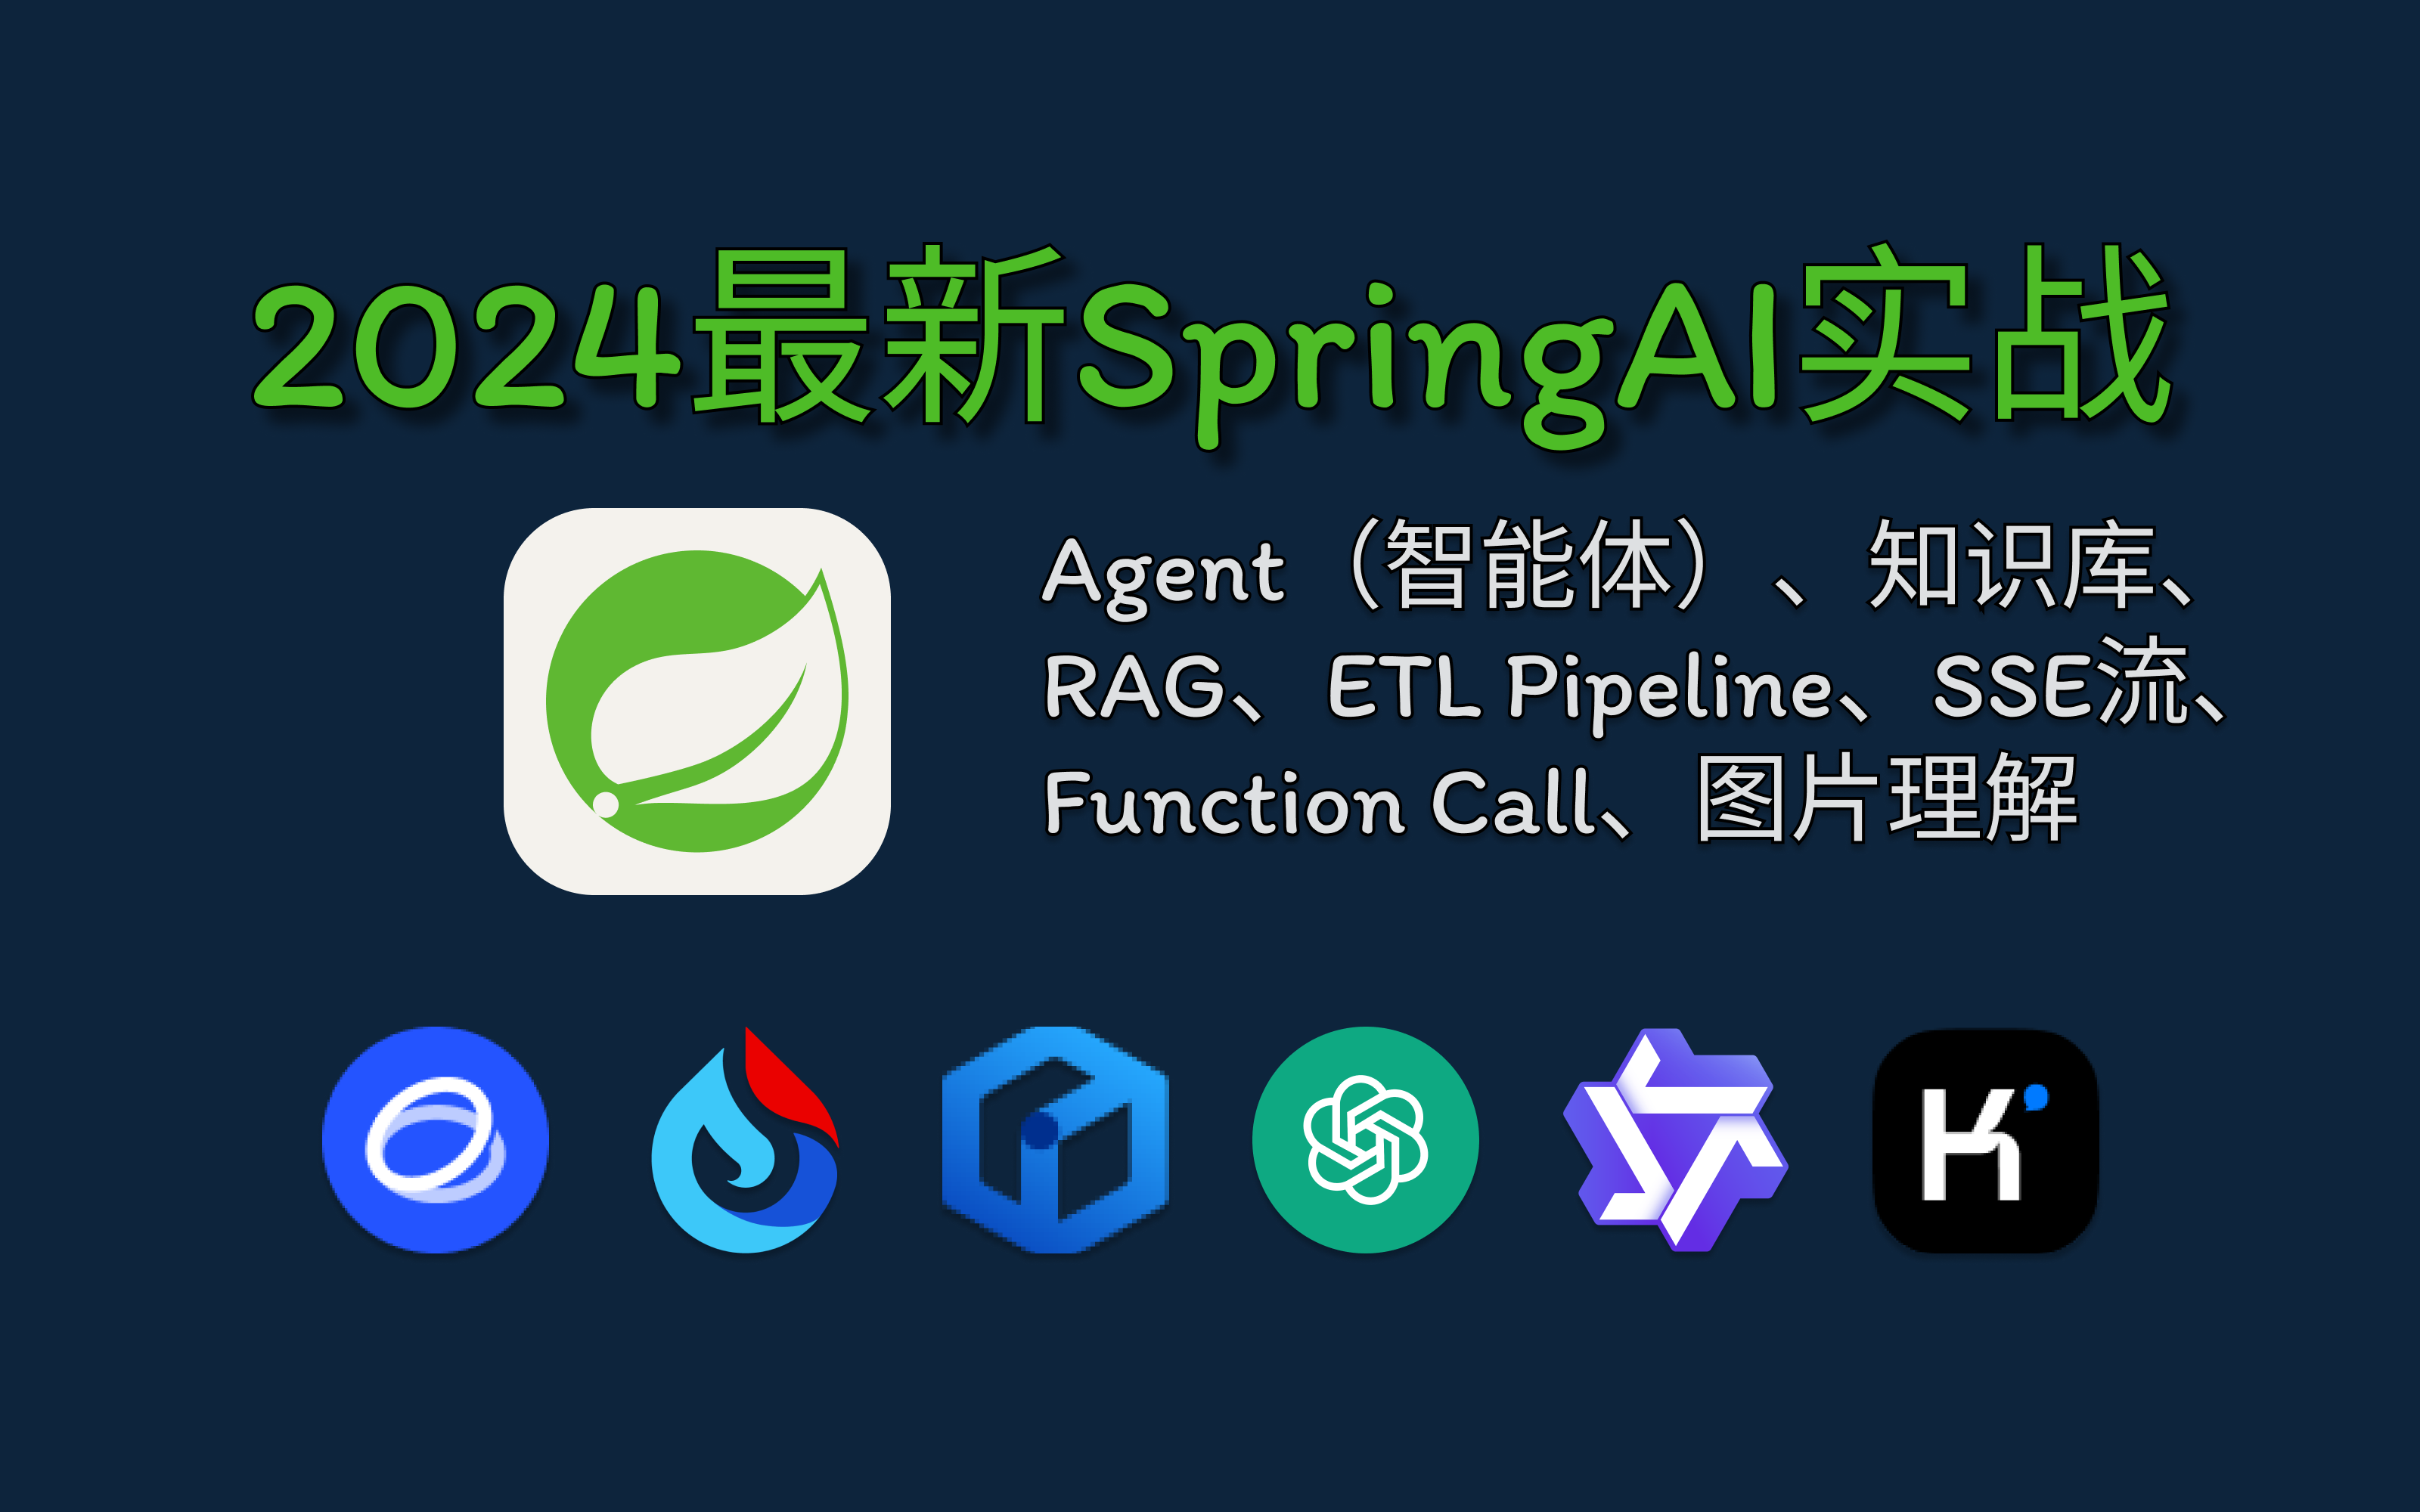 2024最新SpringAI实战
Agent（智能体）、知识库、
RAG、ETL Pipeline、SSE流、
Function Call、图片理解
K